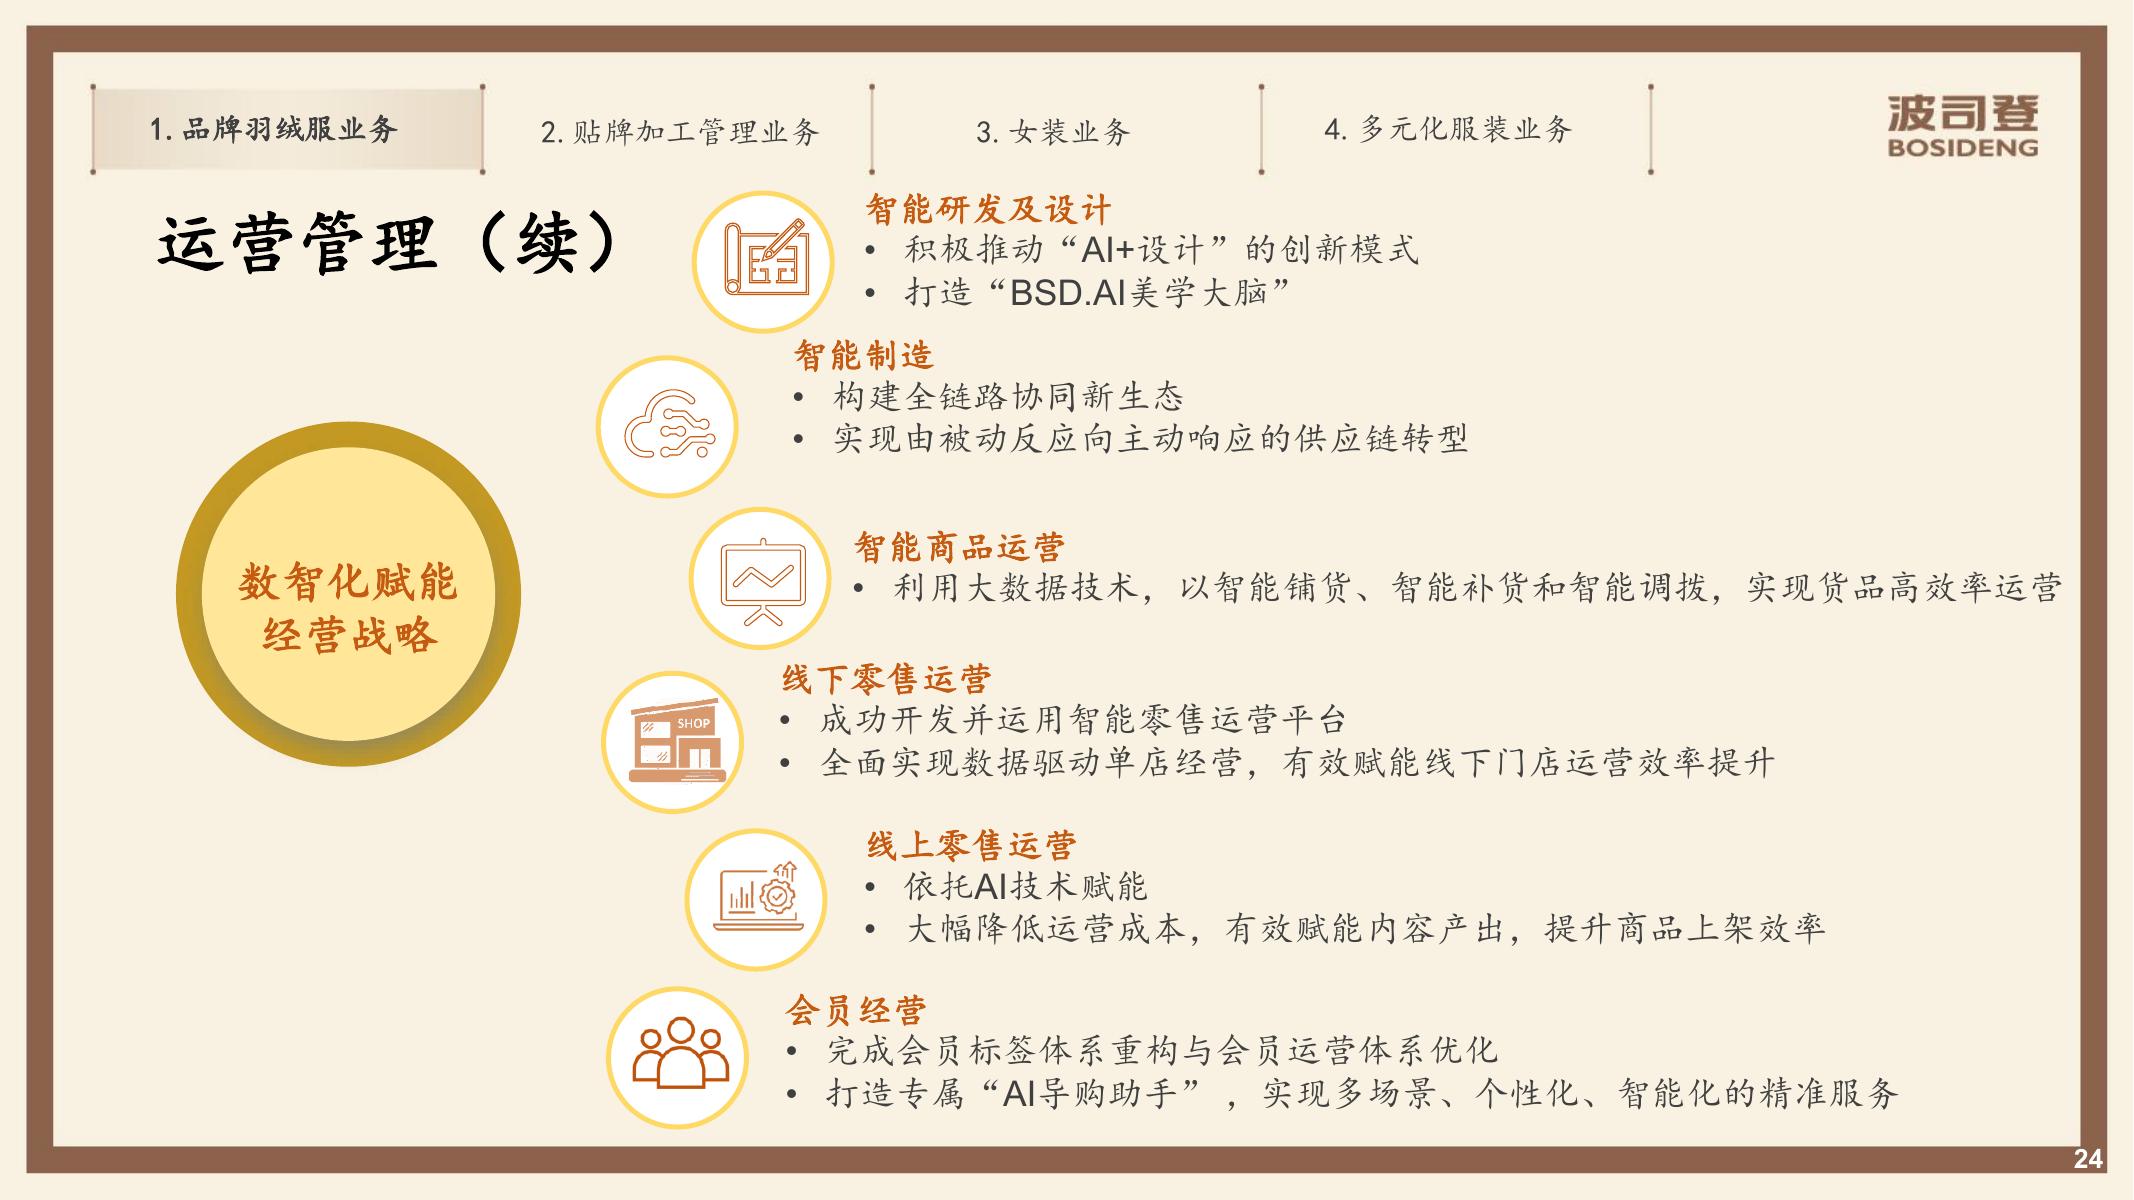 1. 品牌羽绒服业务
2. 贴牌加工管理业务
3. 女装业务
4. 多元化服装业务
波司登
BOSIDENG
运营管理（续）
数智化赋能
经营战略
智能研发及设计
• 积极推动“AI+设计”的创新模式
• 打造“BSD.AI美学大脑”
智能制造
• 构建全链路协同新生态
• 实现由被动反应向主动响应的供应链转型
智能商品运营
• 利用大数据技术，以智能铺货、智能补货和智能调拨，实现货品高效率运营
SHOP
线下零售运营
• 成功开发并运用智能零售运营平台
• 全面实现数据驱动单店经营，有效赋能线下门店运营效率提升
线上零售运营
• 依托AI技术赋能
• 大幅降低运营成本，有效赋能内容产出，提升商品上架效率
会员经营
• 完成会员标签体系重构与会员运营体系优化
• 打造专属“AI导购助手”，实现多场景、个性化、智能化的精准服务
24